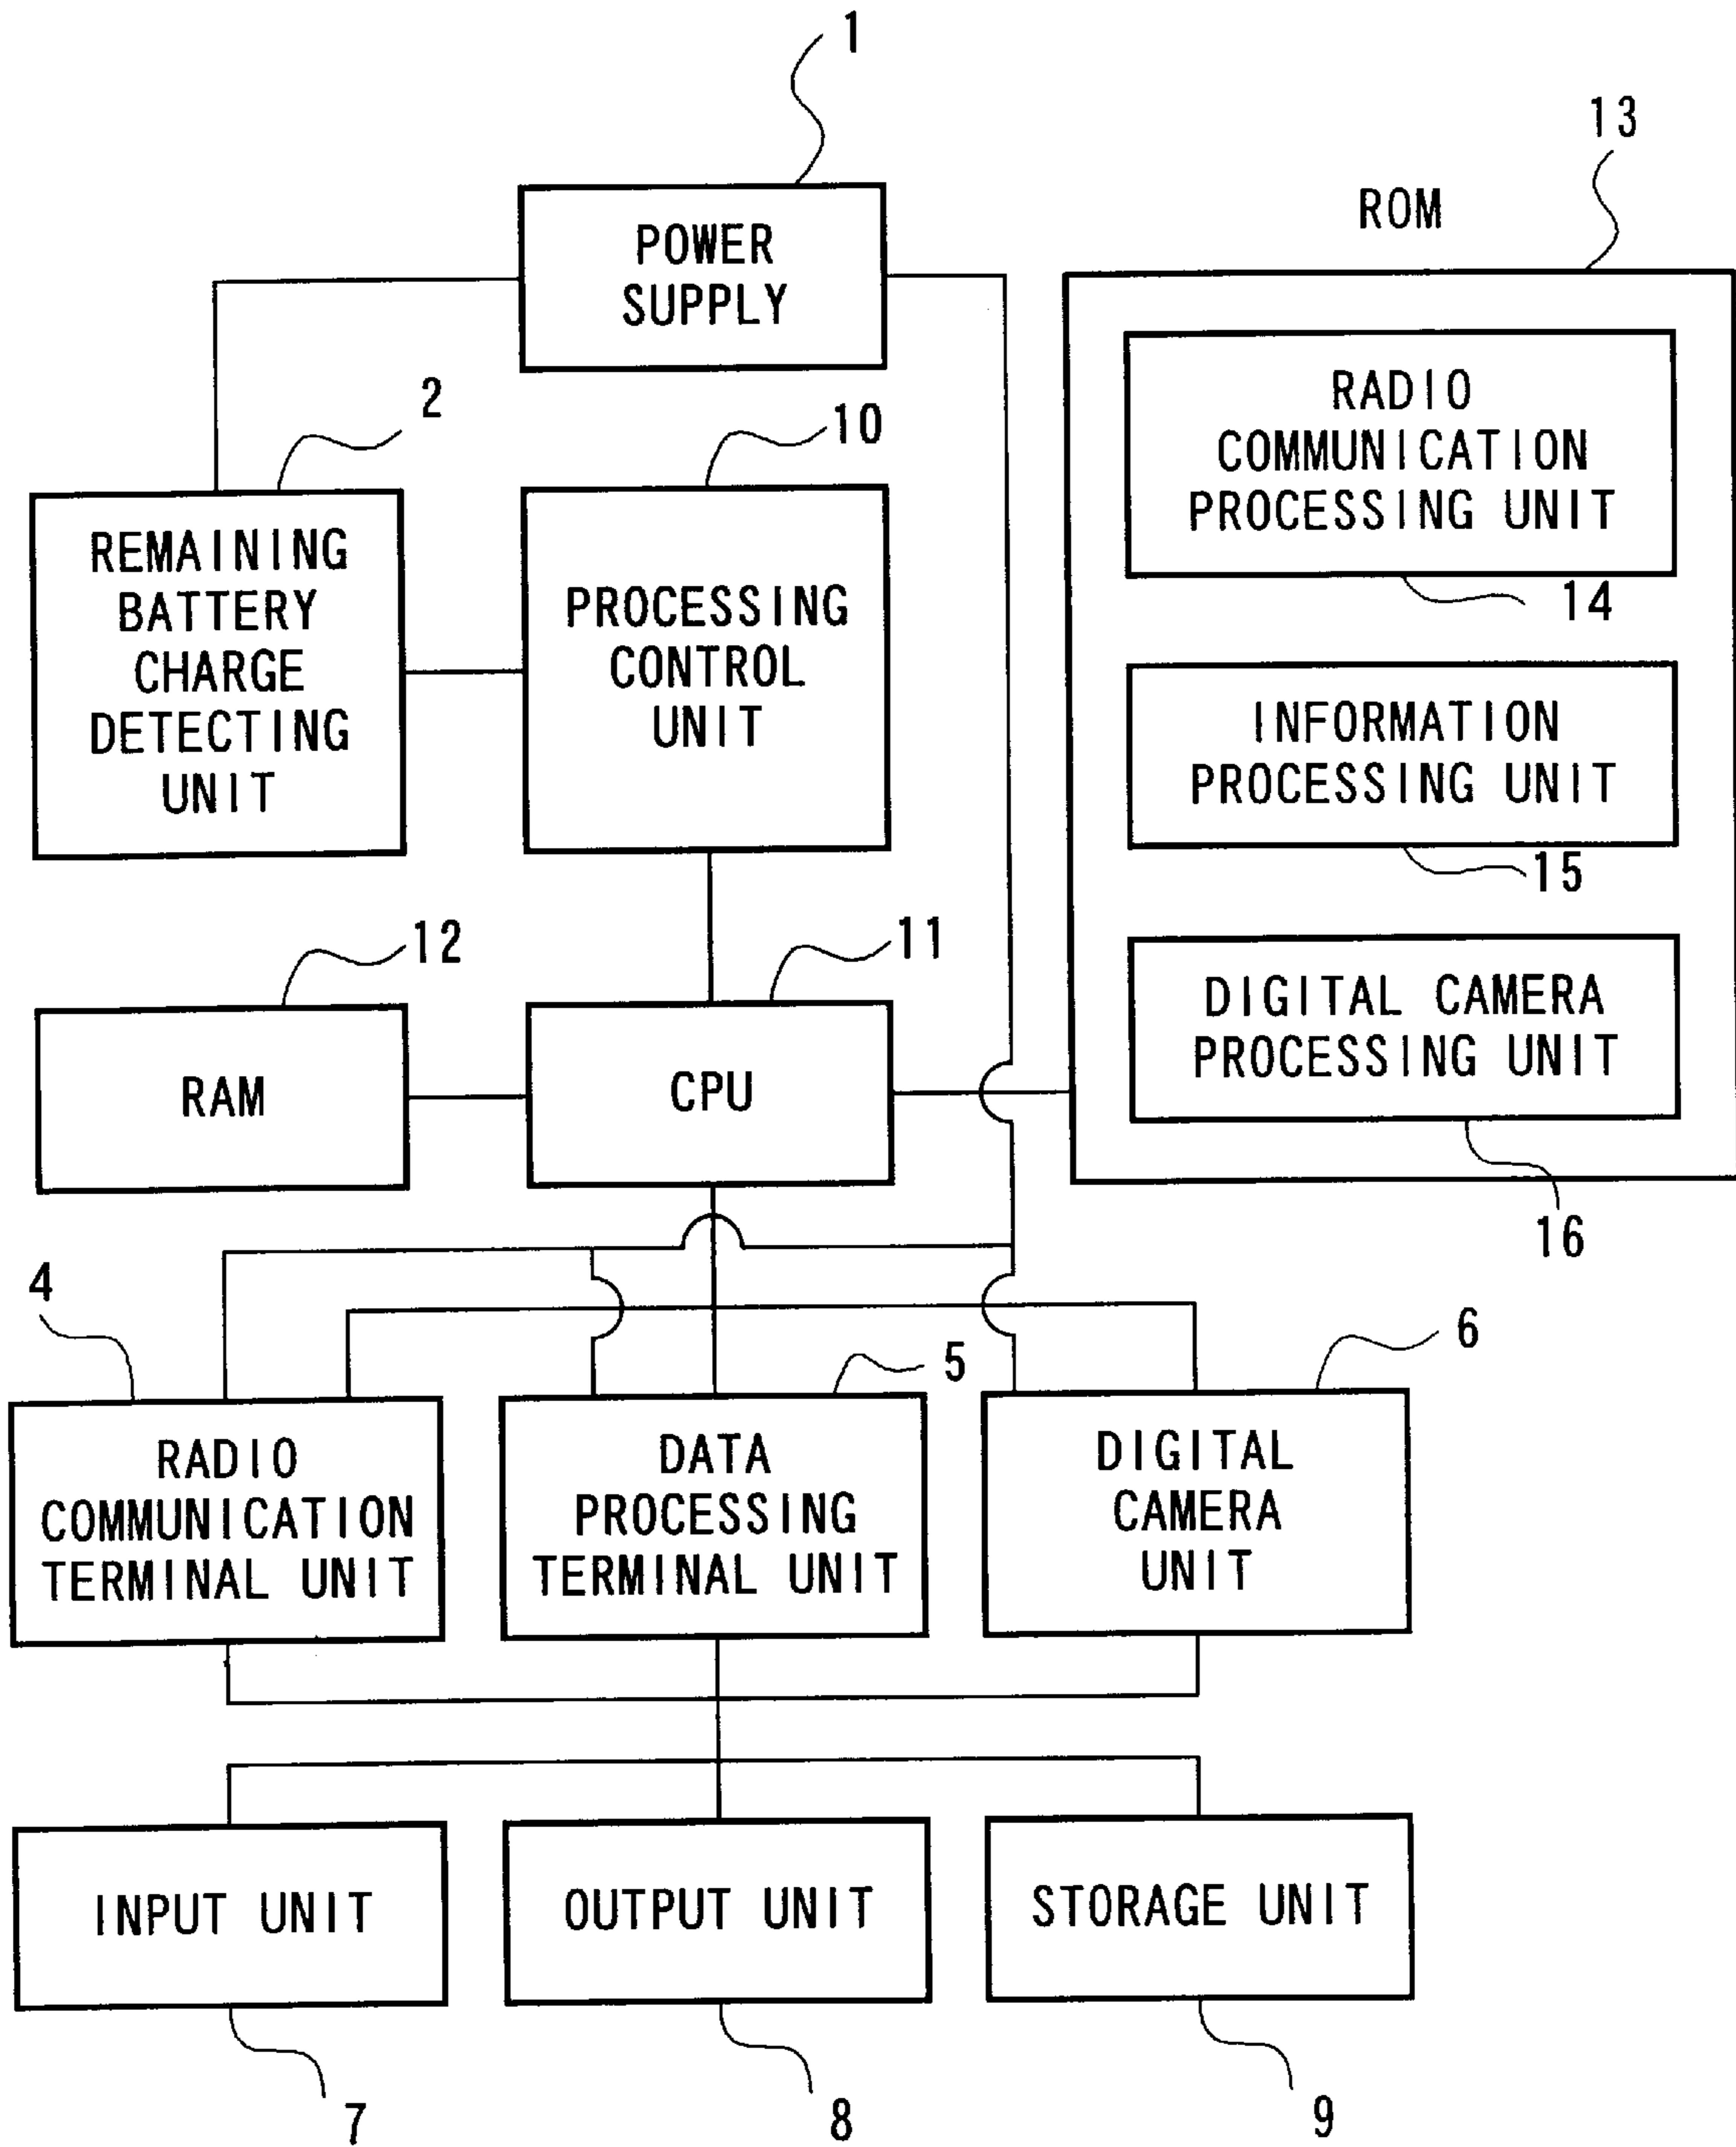 1
13
ROM
POWER
SUPPLY
2
10
RADIO
COMMUNICATION
PROCESSING UNIT
14
REMAINING
BATTERY
CHARGE
DETECTING
UNIT
PROCESSING
CONTROL
UNIT
INFORMATION
PROCESSING UNIT
15
12
11
RAM
CPU
DIGITAL CAMERA
PROCESSING UNIT
16
4
5
6
RADIO
COMMUNICATION
TERMINAL UNIT
DATA
PROCESSING
TERMINAL UNIT
DIGITAL
CAMERA
UNIT
INPUT UNIT
OUTPUT UNIT
STORAGE UNIT
7
8
9